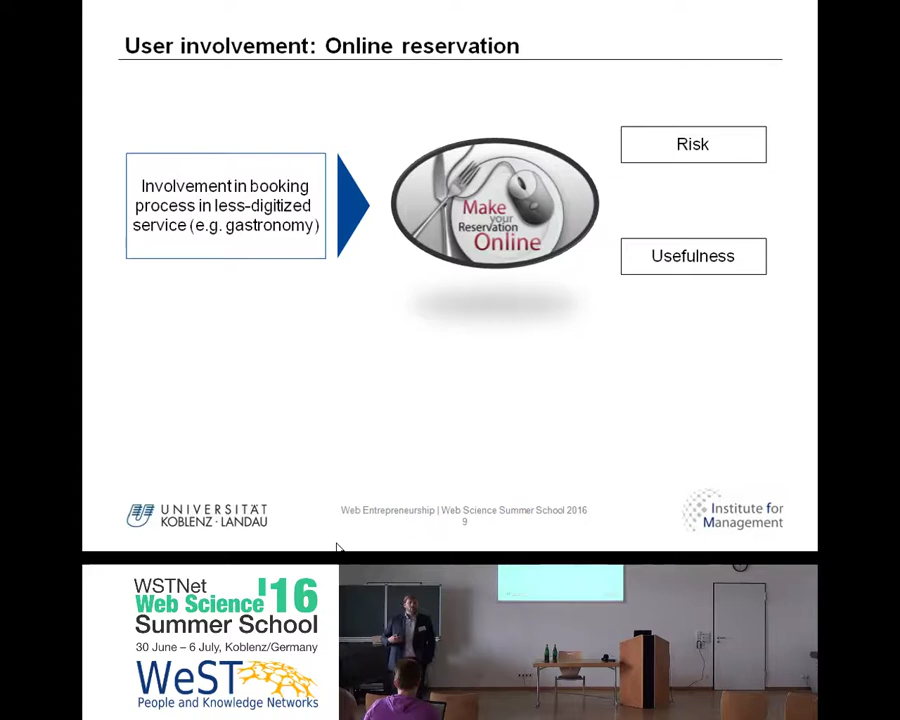 User involvement: Online reservation
Involvement in booking
process in less-digitized
service (e.g. gastronomy)
Make
your
Reservation
Online
Risk
Usefulness
UNIVERSITÄT
KOBLENZ · LANDAU
Web Entrepreneurship | Web Science Summer School 2016
9
Institute for
Management
WSTNet
Web Science '16
Summer School
30 June – 6 July, Koblenz/Germany
WeST
People and Knowledge Networks